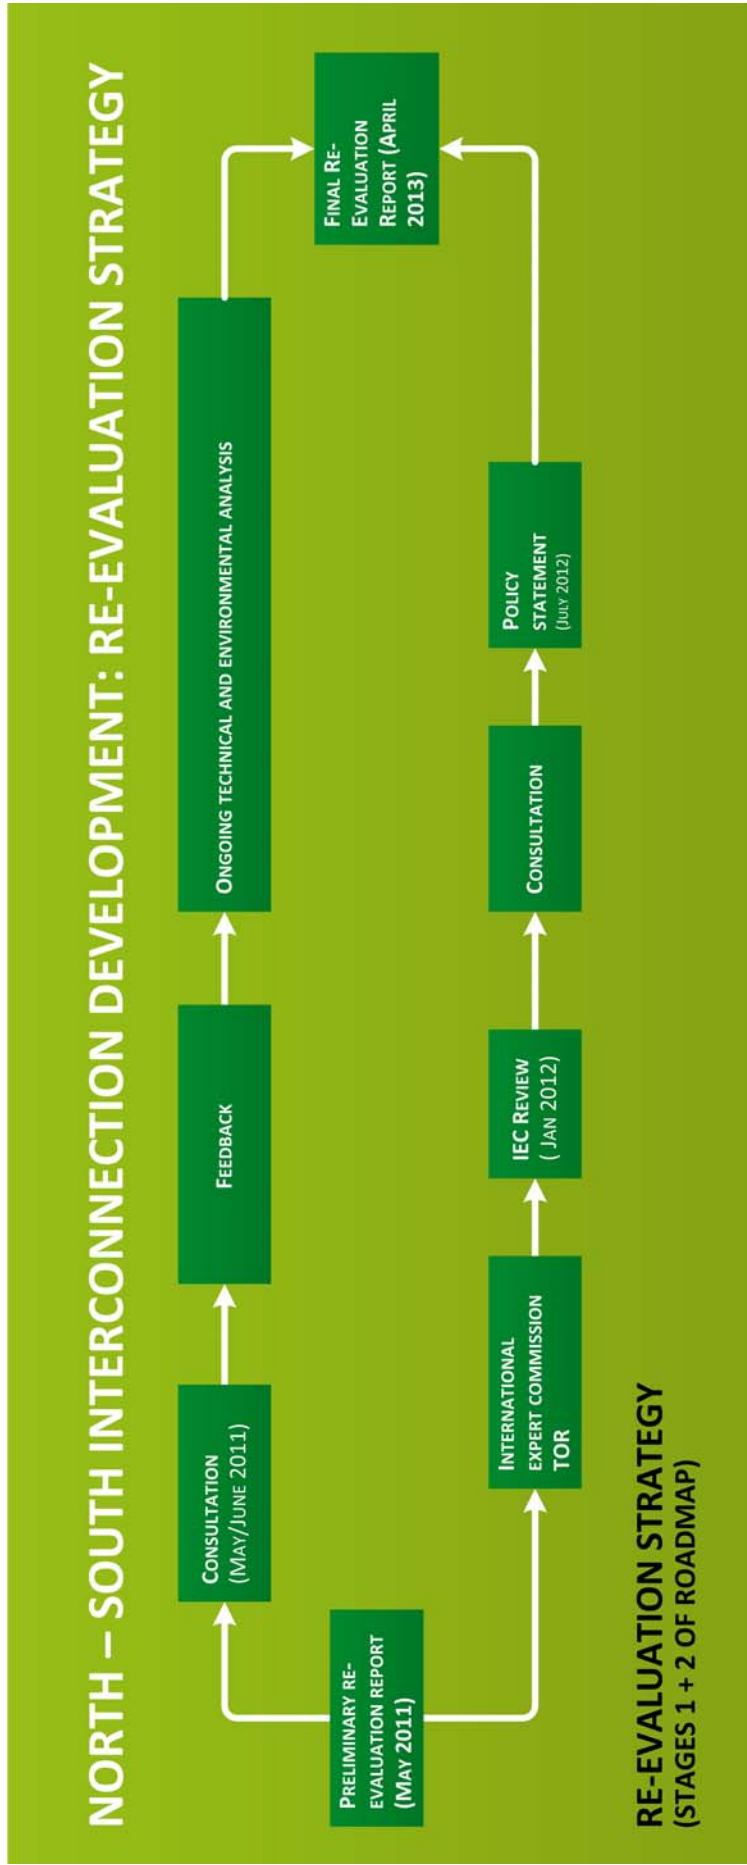 NORTH – SOUTH INTERCONNECTION DEVELOPMENT: RE-EVALUATION STRATEGY
PRELIMINARY RE-
EVALUATION REPORT
(MAY 2011)
CONSULTATION
(MAY/JUNE 2011)
FEEDBACK
ONGOING TECHNICAL AND ENVIRONMENTAL ANALYSIS
INTERNATIONAL
EXPERT COMMISSION
TOR
IEC REVIEW
( JAN 2012)
CONSULTATION
POLICY
STATEMENT
(JULY 2012)
FINAL RE-
EVALUATION
REPORT (APRIL
2013)
RE-EVALUATION STRATEGY
(STAGES 1 + 2 OF ROADMAP)